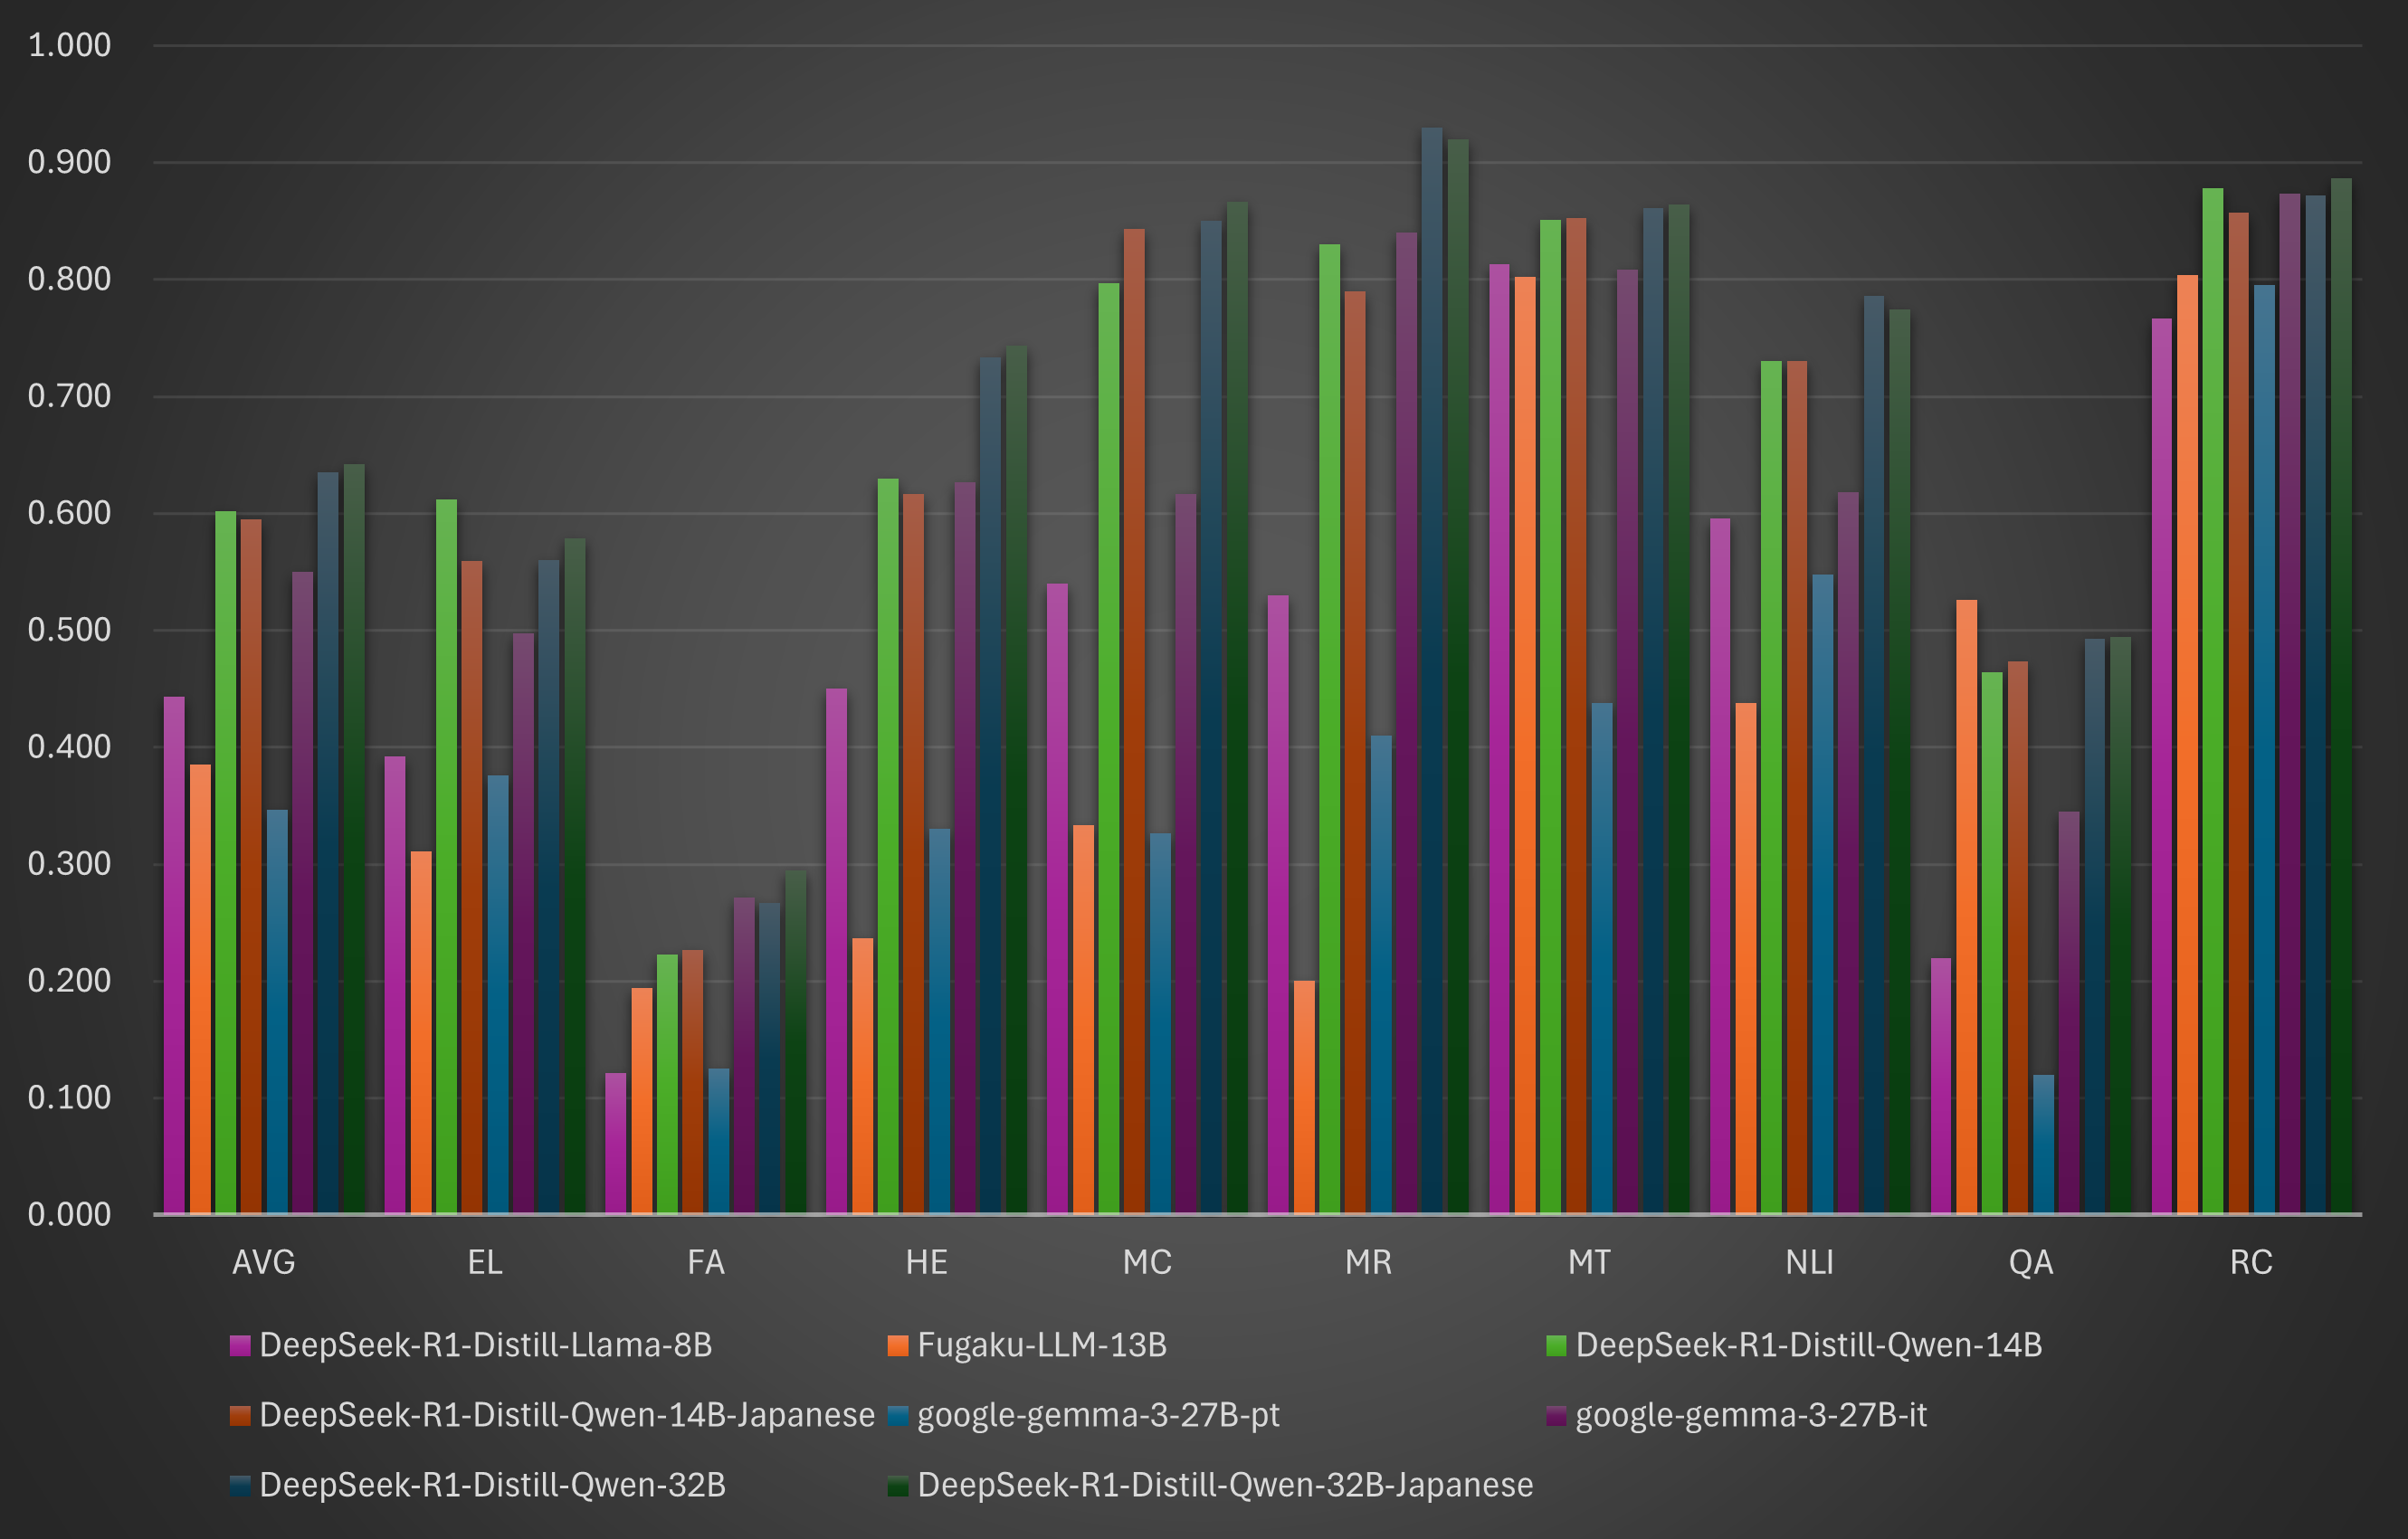 1.000
0.900
0.800
0.700
0.600
0.500
0.400
0.300
0.200
0.100
0.000
AVG EL FA HE MC MR MT NLI QA RC
DeepSeek-R1-Distill-Llama-8B Fugaku-LLM-13B DeepSeek-R1-Distill-Qwen-14B
DeepSeek-R1-Distill-Qwen-14B-Japanese google-gemma-3-27B-pt google-gemma-3-27B-it
DeepSeek-R1-Distill-Qwen-32B DeepSeek-R1-Distill-Qwen-32B-Japanese